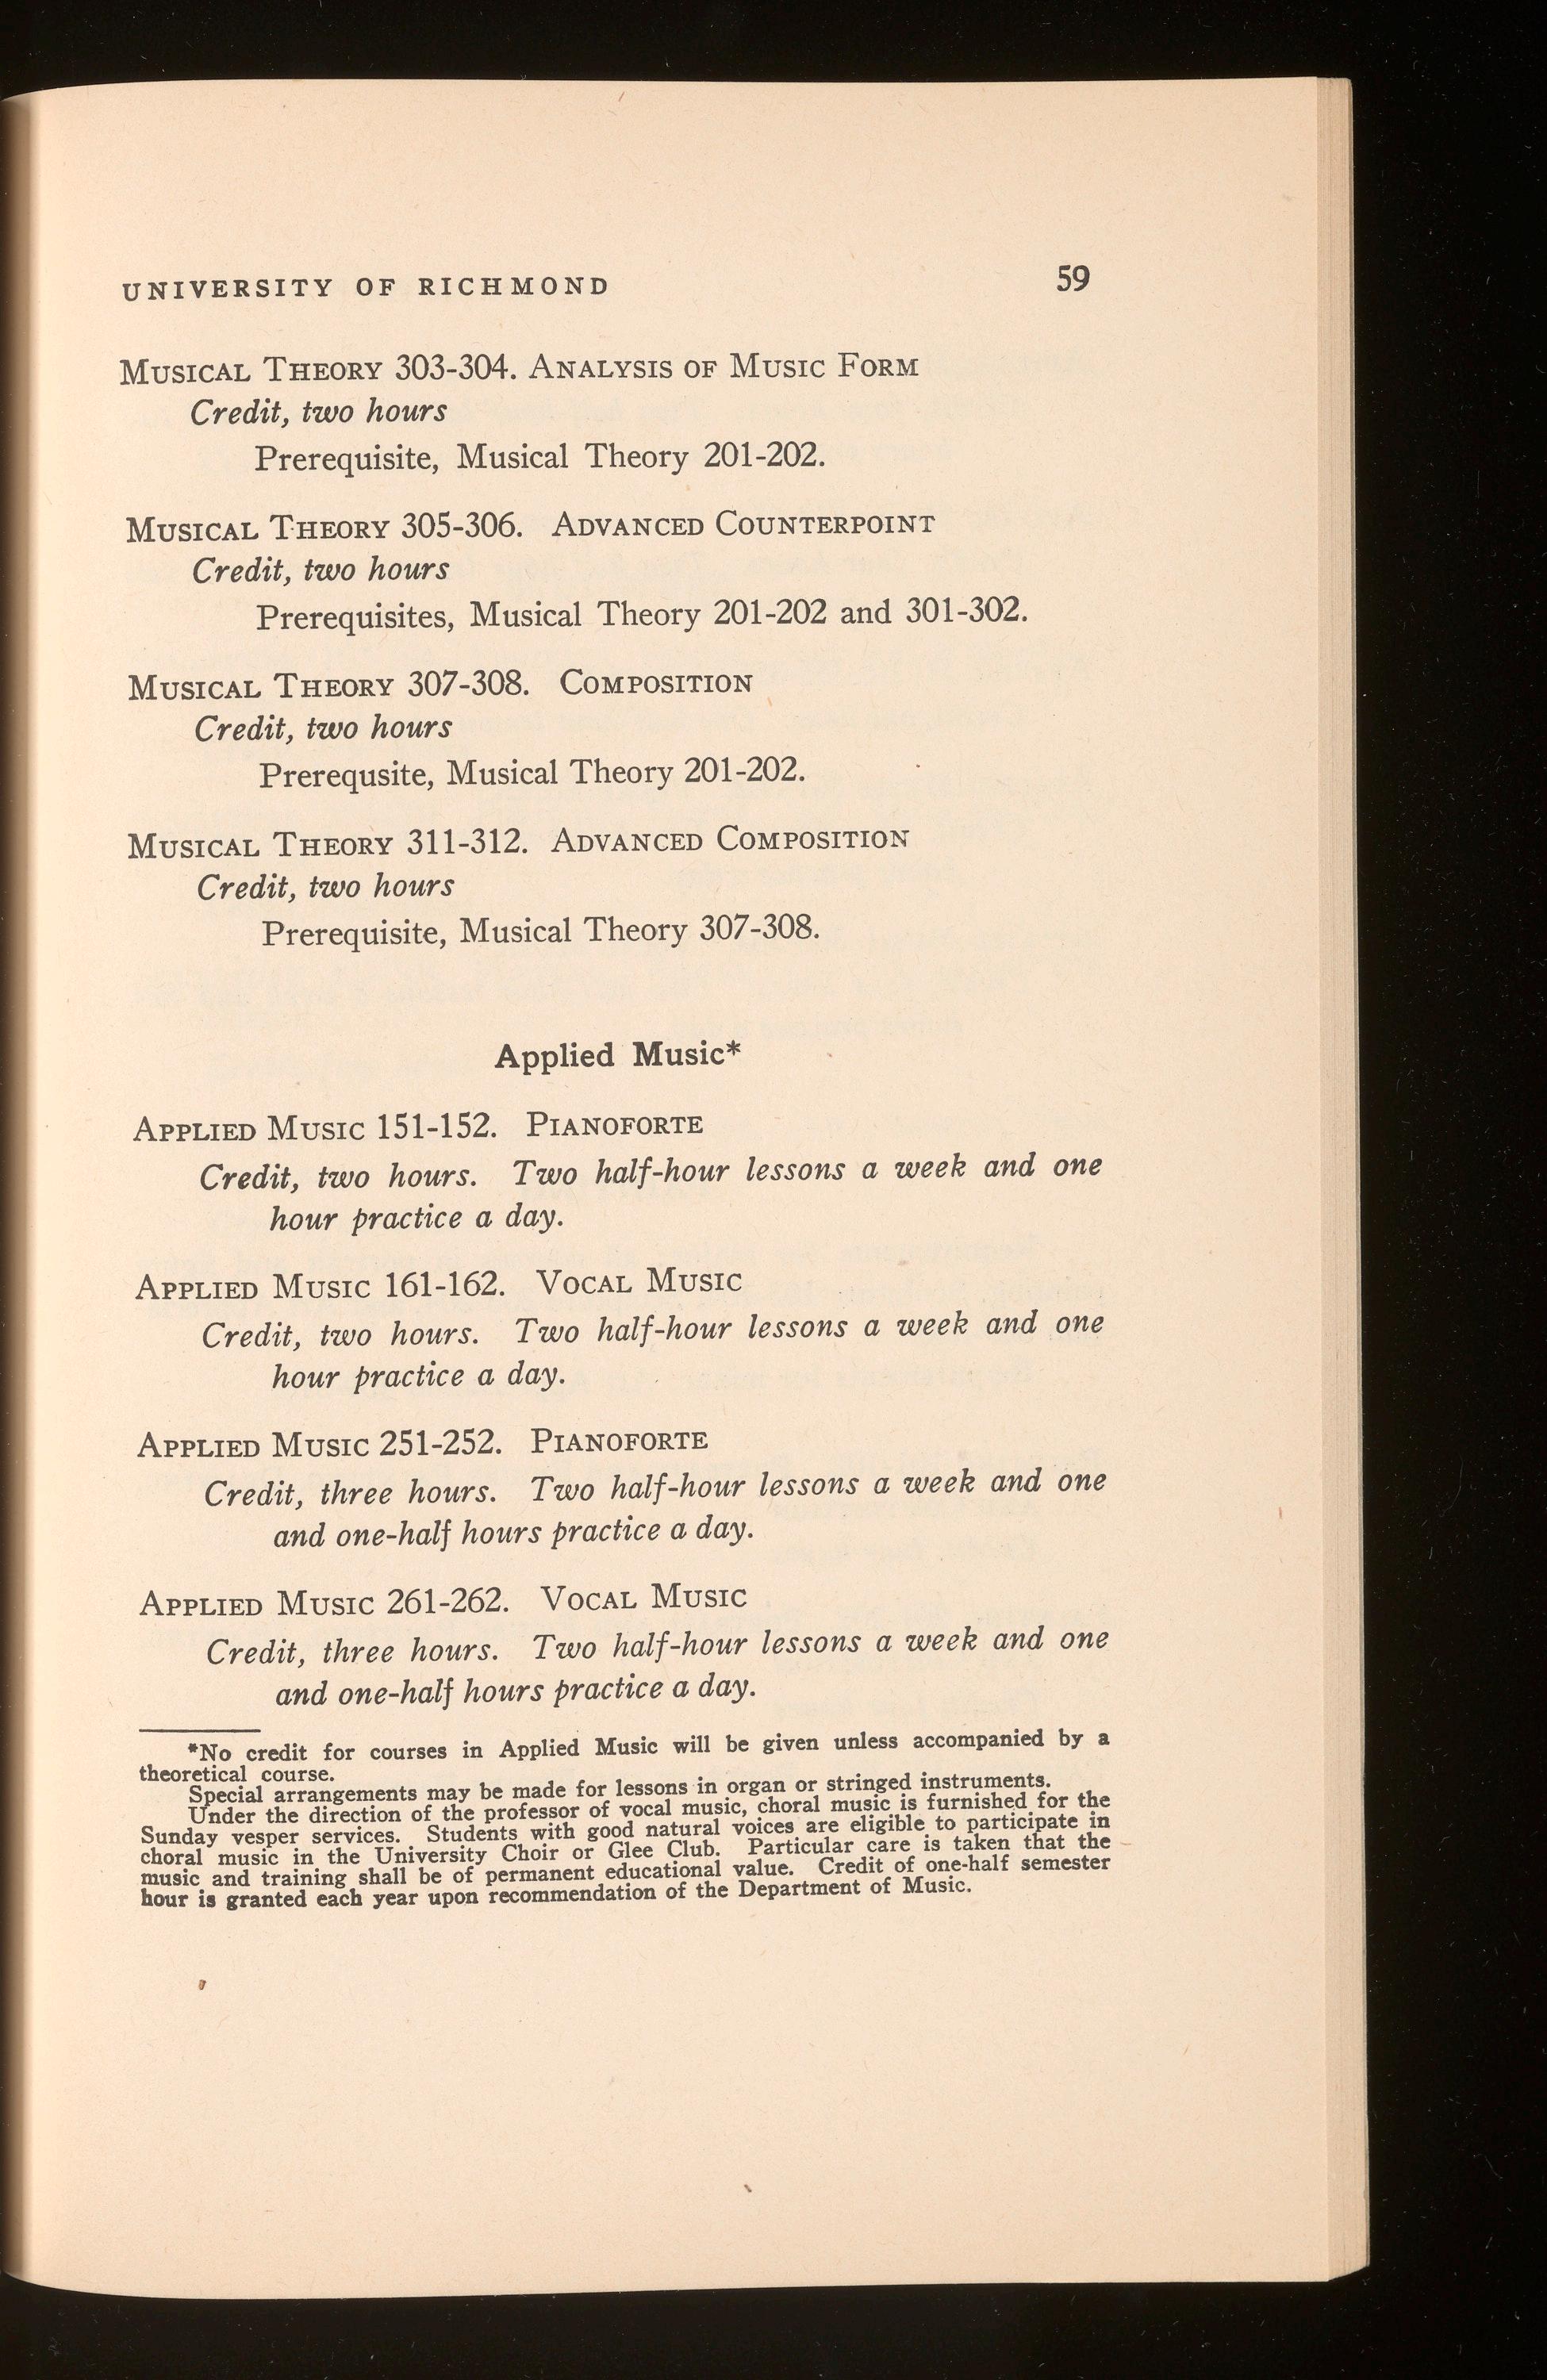 UNIVERSITY OF RICHMOND 59
MUSICAL THEORY 303-304. ANALYSIS OF MUSIC FORM
Credit, two hours
Prerequisite, Musical Theory 201-202.
MUSICAL THEORY 305-306. ADVANCED COUNTERPOINT
Credit, two hours
Prerequisites, Musical Theory 201-202 and 301-302.
MUSICAL THEORY 307-308. COMPOSITION
Credit, two hours
Prerequsite, Musical Theory 201-202.
MUSICAL THEORY 311-312. ADVANCED COMPOSITION
Credit, two hours
Prerequisite, Musical Theory 307-308.
Applied Music*
APPLIED MUSIC 151-152. PIANOFORTE
Credit, two hours. Two half-hour lessons a week and one
hour practice a day.
APPLIED MUSIC 161-162. VOCAL MUSIC
Credit, two hours. Two half-hour lessons a week and one
hour practice a day.
APPLIED MUSIC 251-252. PIANOFORTE
Credit, three hours. Two half-hour lessons a week and one
and one-half hours practice a day.
APPLIED MUSIC 261-262. VOCAL MUSIC
Credit, three hours. Two half-hour lessons a week and one
and one-half hours practice a day.
*No credit for courses in Applied Music will be given unless accompanied by a
theoretical course.
Special arrangements may be made for lessons in organ or stringed instruments.
Under the direction of the professor of vocal music, choral music is furnished for the
Sunday vesper services. Students with good natural voices are eligible to participate in
choral music in the University Choir or Glee Club. Particular care is taken that the
music and training shall be of permanent educational value. Credit of one-half semester
hour is granted each year upon recommendation of the Department of Music.